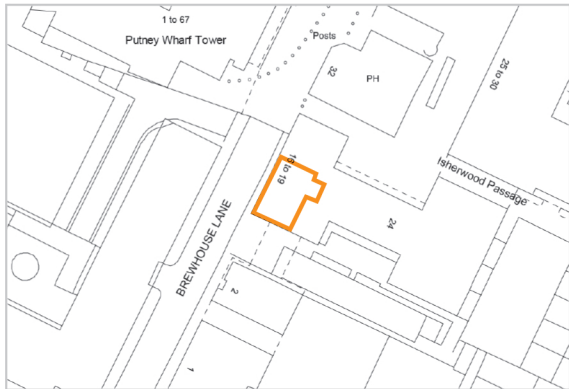 1 to 67
Putney Wharf Tower
Posts
32
PH
25 to 30
16 to 19
Isherwood Passage
BREWHOUSE LANE
24
2
1